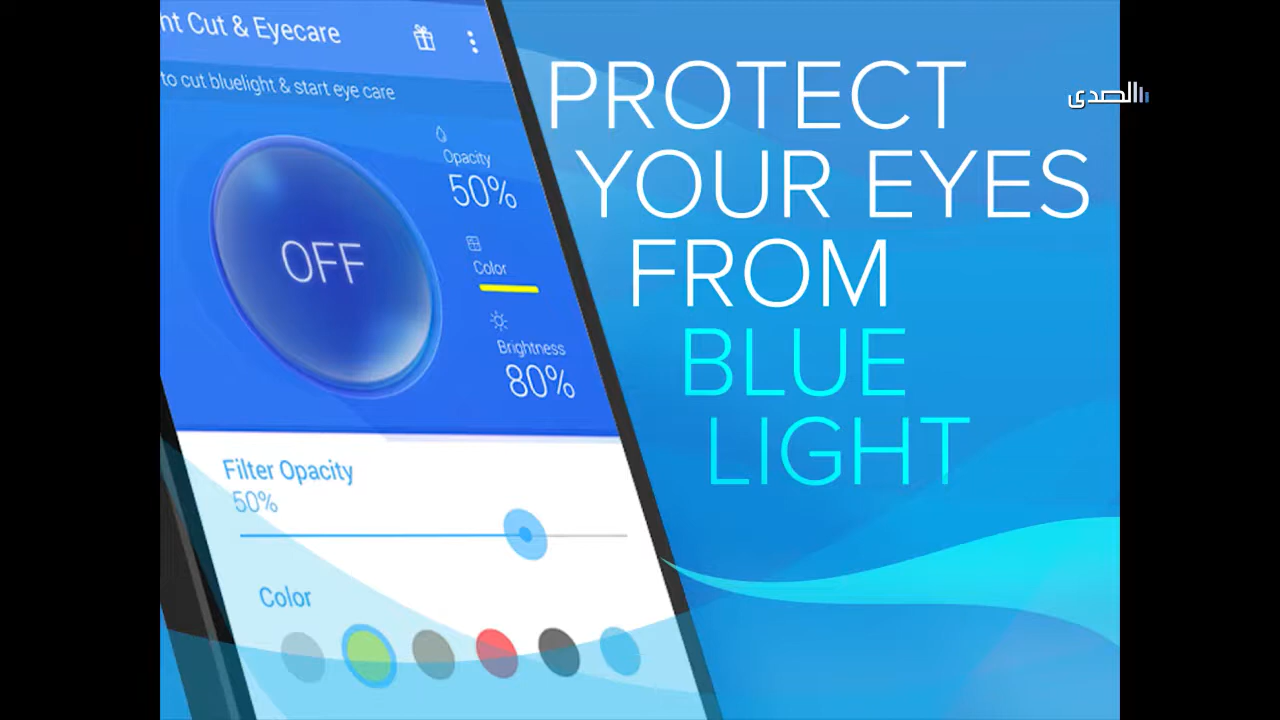 ht Cut & Eyecare
to cut bluelight & start eye care
OFF
Opacity
50%
Color
Brightness
80%
Filter Opacity
50%
Color
PROTECT
YOUR EYES
FROM
BLUE
LIGHT
الصدى